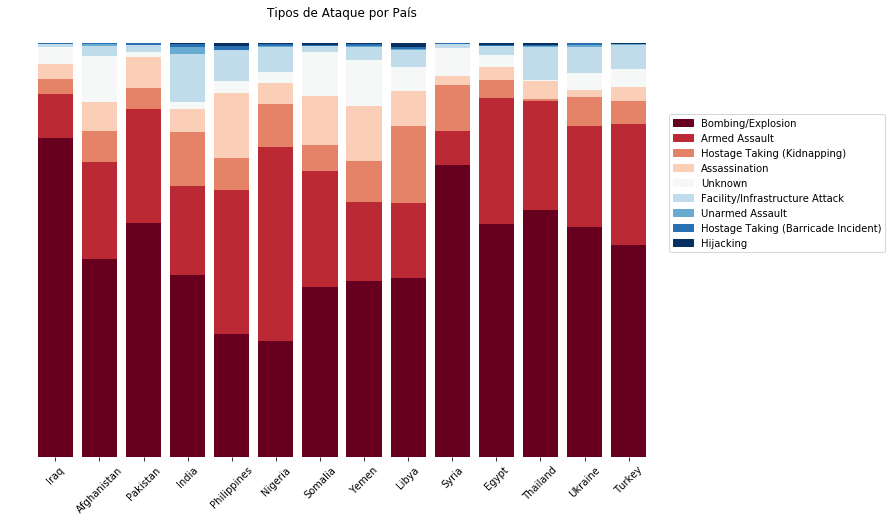 Tipos de Ataque por País
Bombing/Explosion
Armed Assault
Hostage Taking (Kidnapping)
Assassination
Unknown
Facility/Infrastructure Attack
Unarmed Assault
Hostage Taking (Barricade Incident)
Hijacking
Iraq
Afghanistan
Pakistan
India
Philippines
Nigeria
Somalia
Yemen
Libya
Syria
Egypt
Thailand
Ukraine
Turkey